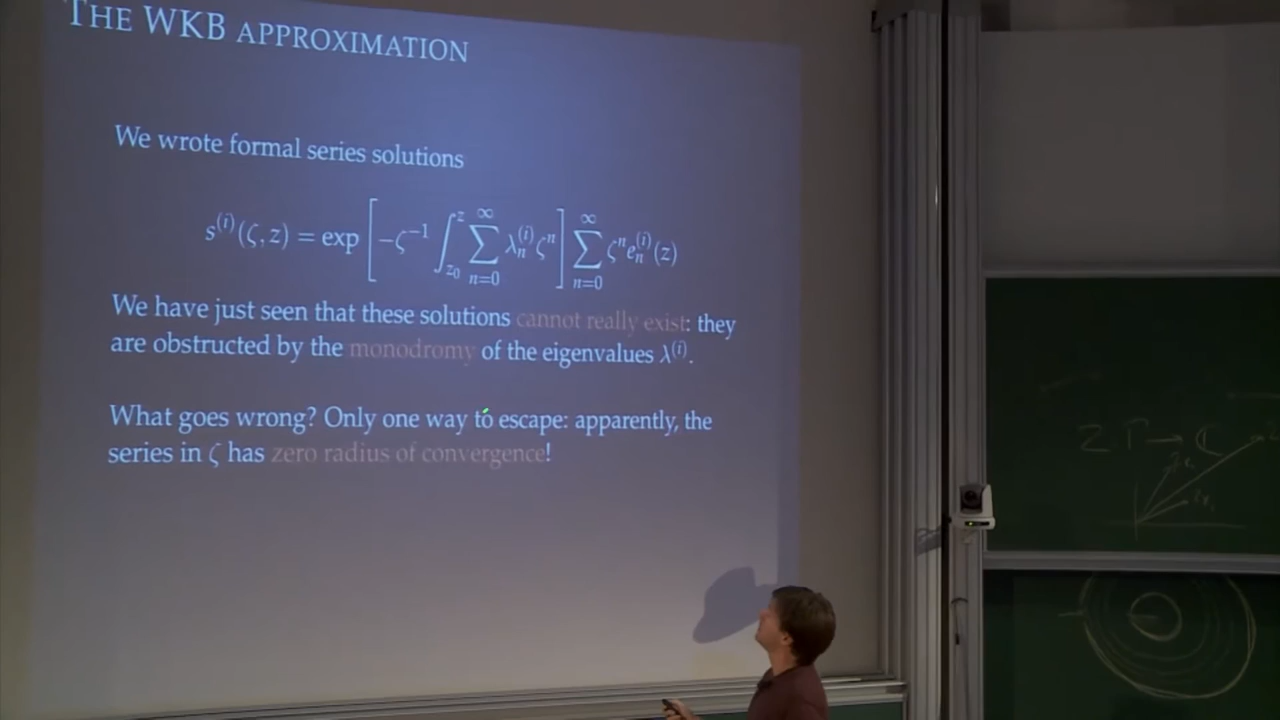 THE WKB APPROXIMATION
We wrote formal series solutions
s^{(i)}(ζ, z) = exp [ −ζ^{−1} ∫_{z_0}^{z} ∑_{n=0}^{∞} λ_n^{(i)} ζ^n ] ∑_{n=0}^{∞} ζ^n e_n^{(i)}(z)
We have just seen that these solutions cannot really exist: they
are obstructed by the monodromy of the eigenvalues λ^{(i)}.
What goes wrong? Only one way to escape: apparently, the
series in ζ has zero radius of convergence!
Z Γ → C